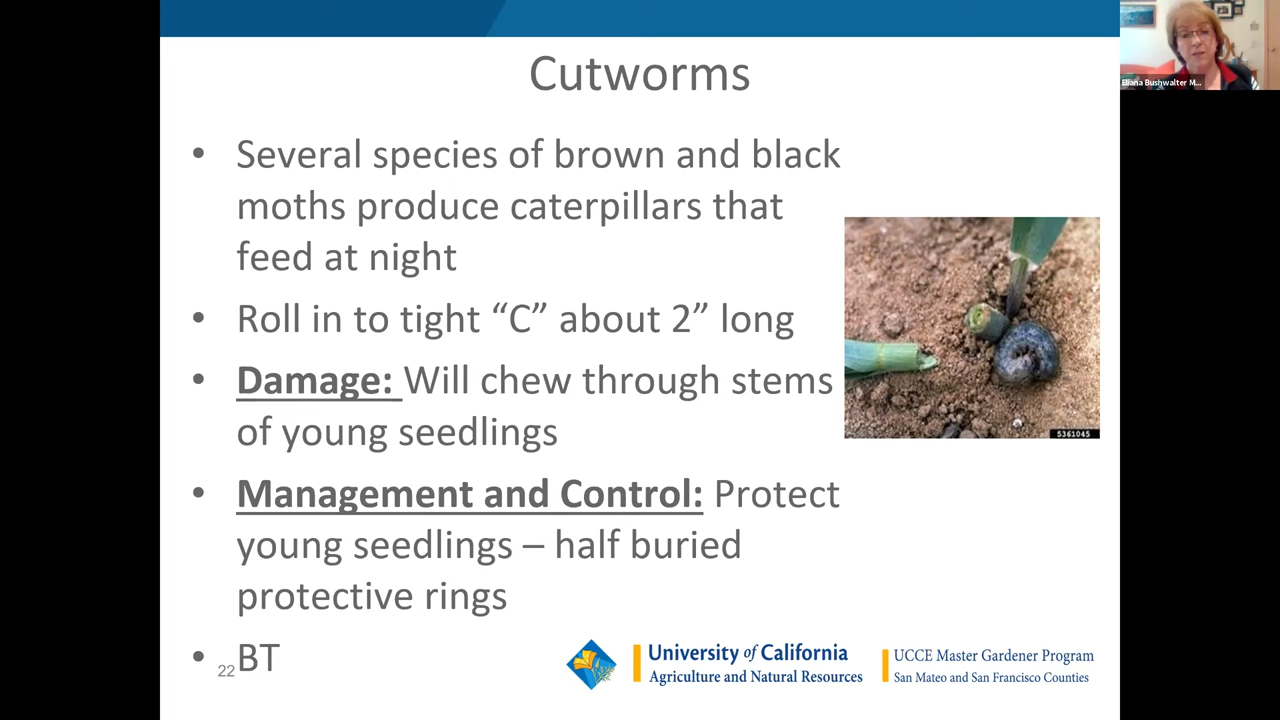 Cutworms
• Several species of brown and black
moths produce caterpillars that
feed at night
• Roll in to tight “C” about 2” long
• Damage: Will chew through stems
of young seedlings
• Management and Control: Protect
young seedlings – half buried
protective rings
• BT
22
5361045
University of California
Agriculture and Natural Resources
UCCE Master Gardener Program
San Mateo and San Francisco Counties
Eliana Bushwalter M...